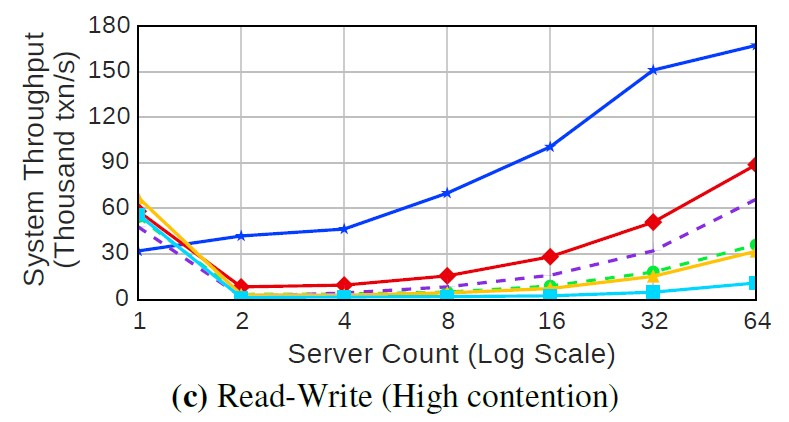 System Throughput
(Thousand txn/s)
180
150
120
90
60
30
0
1 2 4 8 16 32 64
Server Count (Log Scale)
(c) Read-Write (High contention)